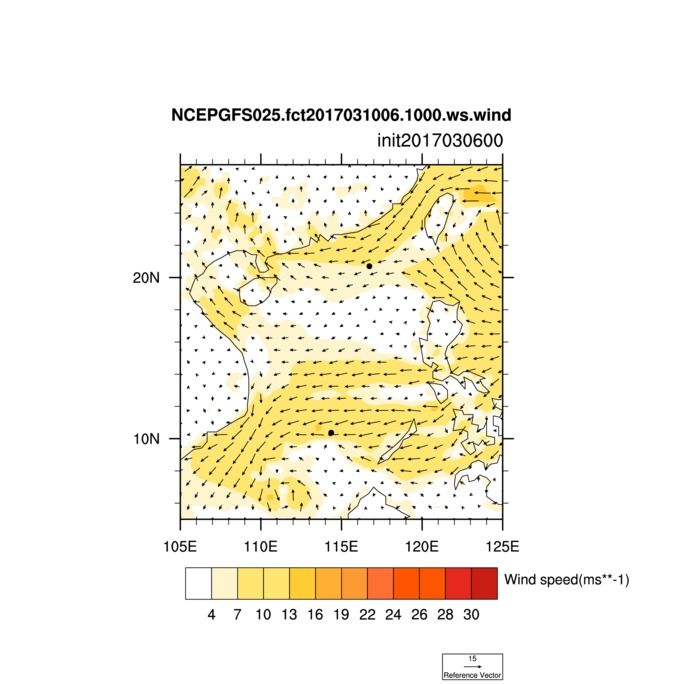 NCEPGFS025.fct2017031006.1000.ws.wind
init2017030600
20N
10N
105E 110E 115E 120E 125E
Wind speed(ms**-1)
4 7 10 13 16 19 22 24 26 28 30
15
Reference Vector